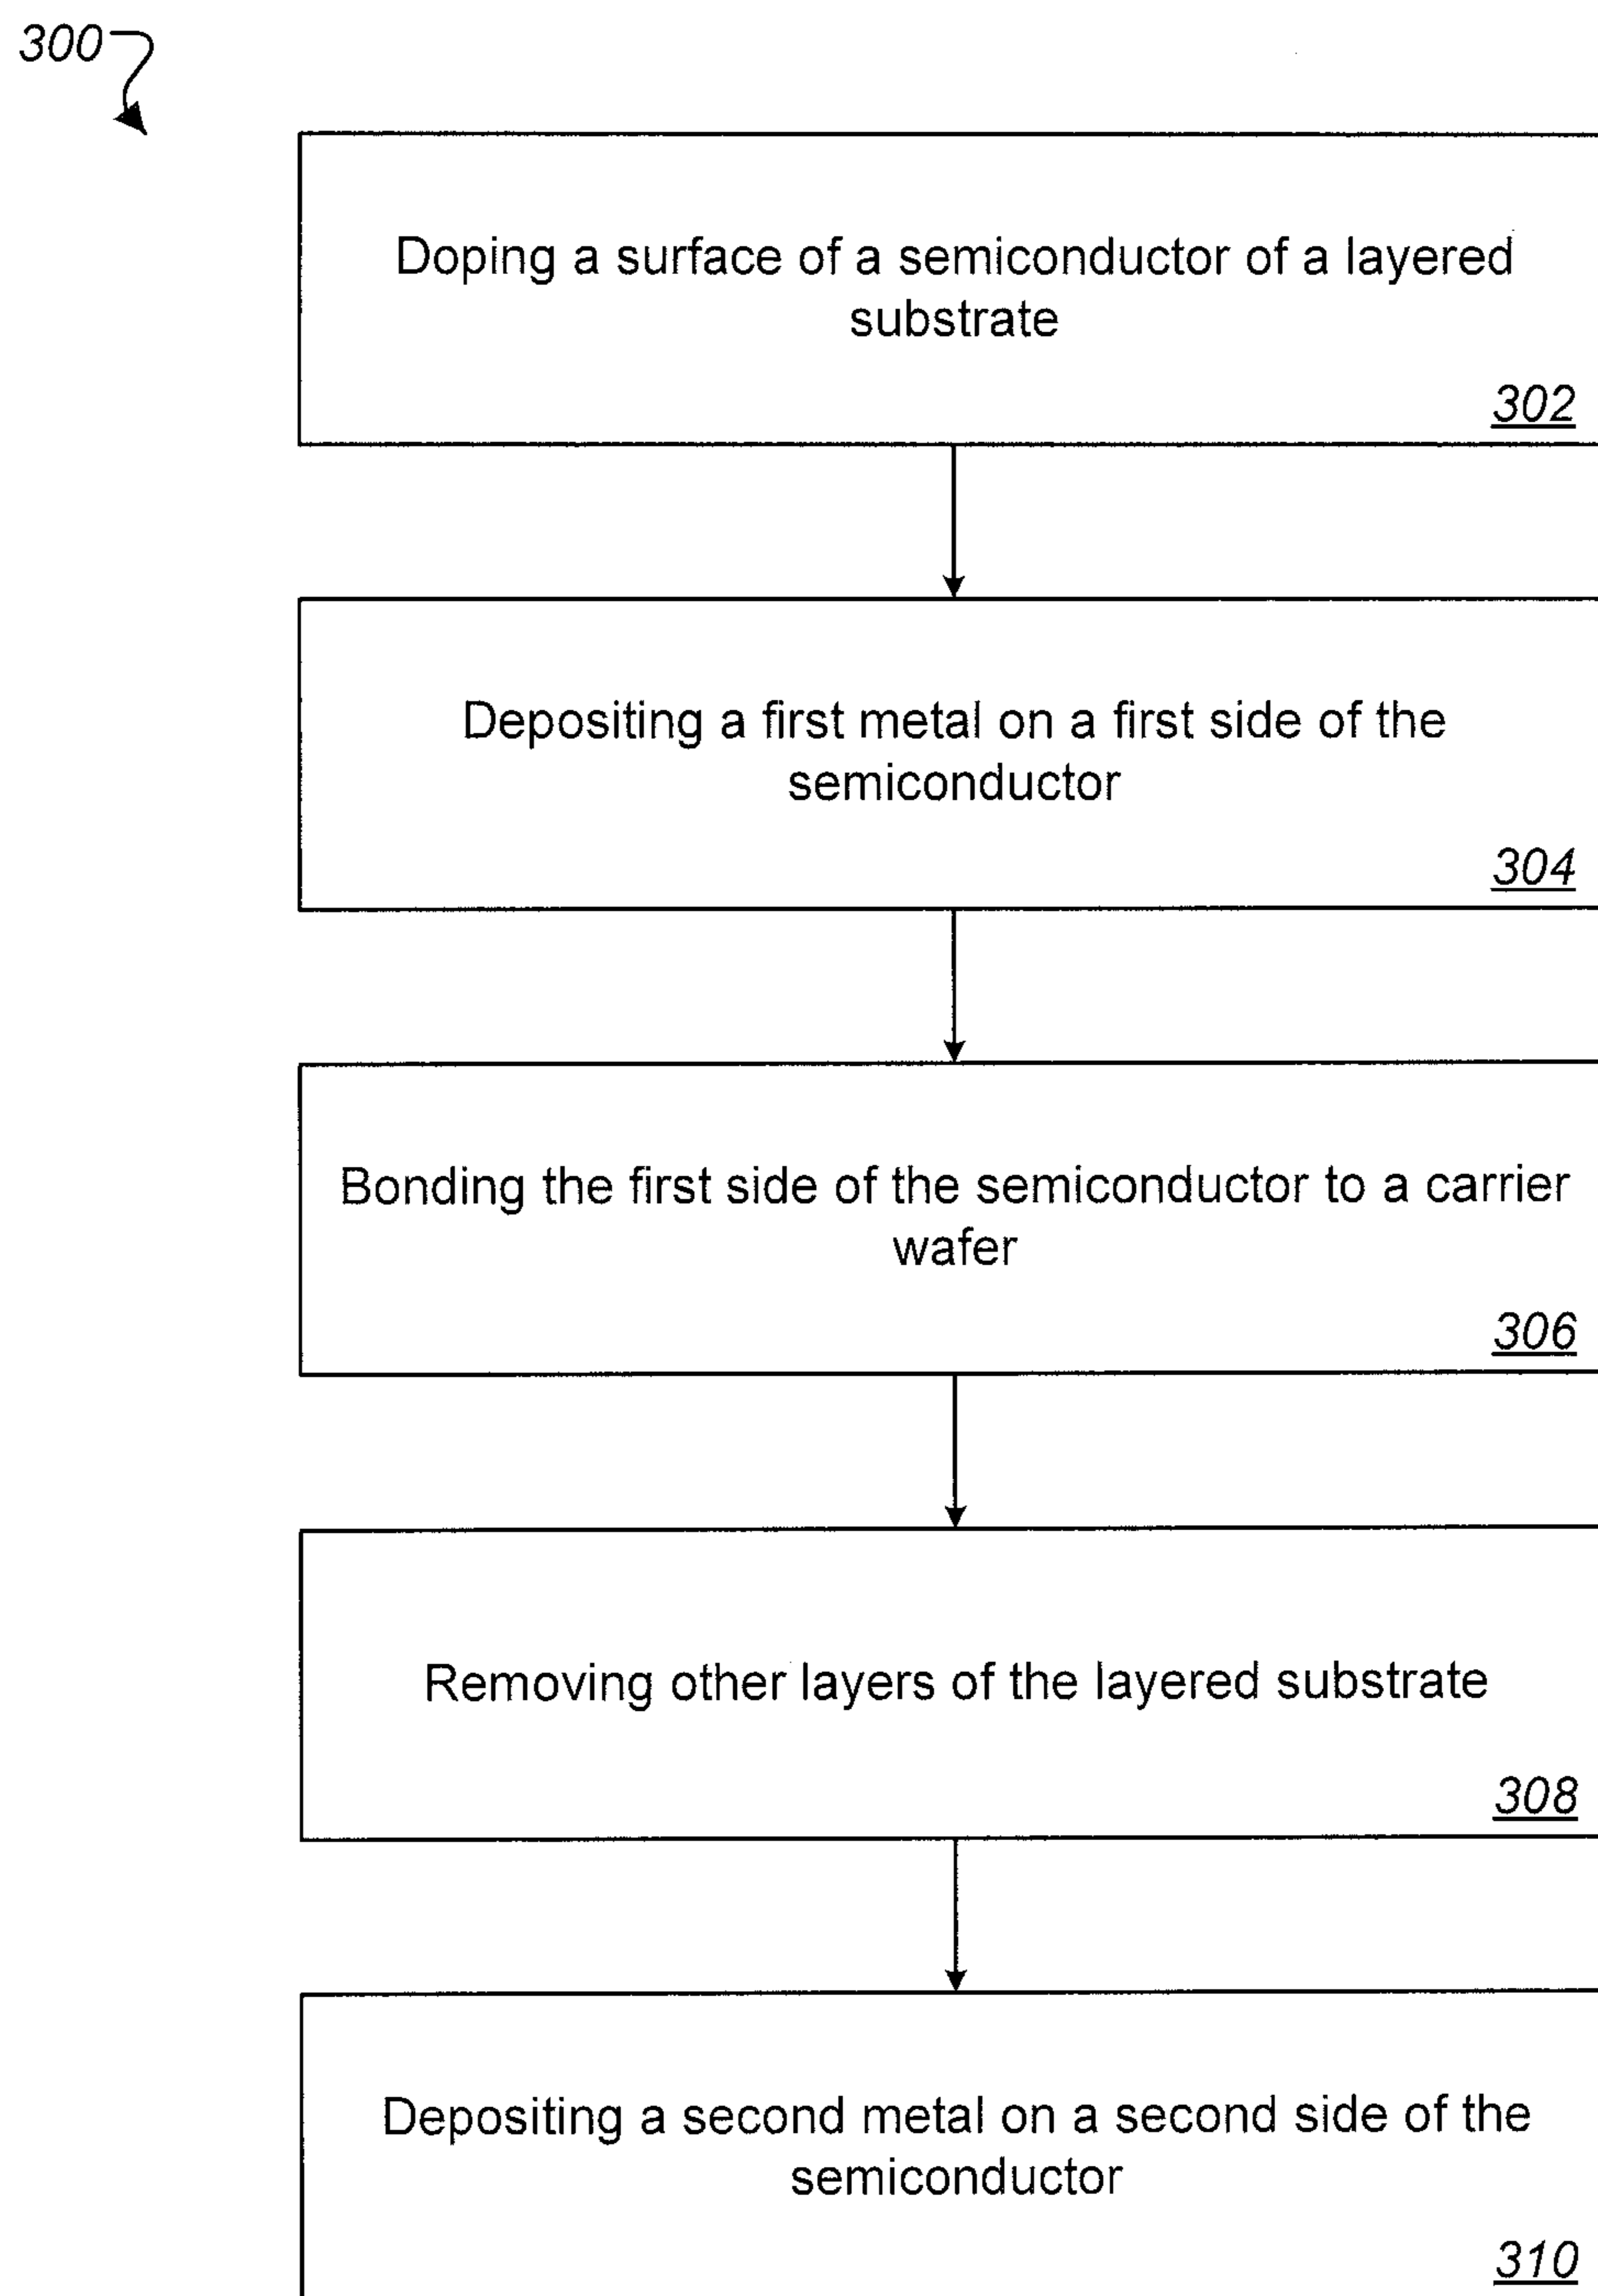 300
Doping a surface of a semiconductor of a layered
substrate
302
Depositing a first metal on a first side of the
semiconductor
304
Bonding the first side of the semiconductor to a carrier
wafer
306
Removing other layers of the layered substrate
308
Depositing a second metal on a second side of the
semiconductor
310